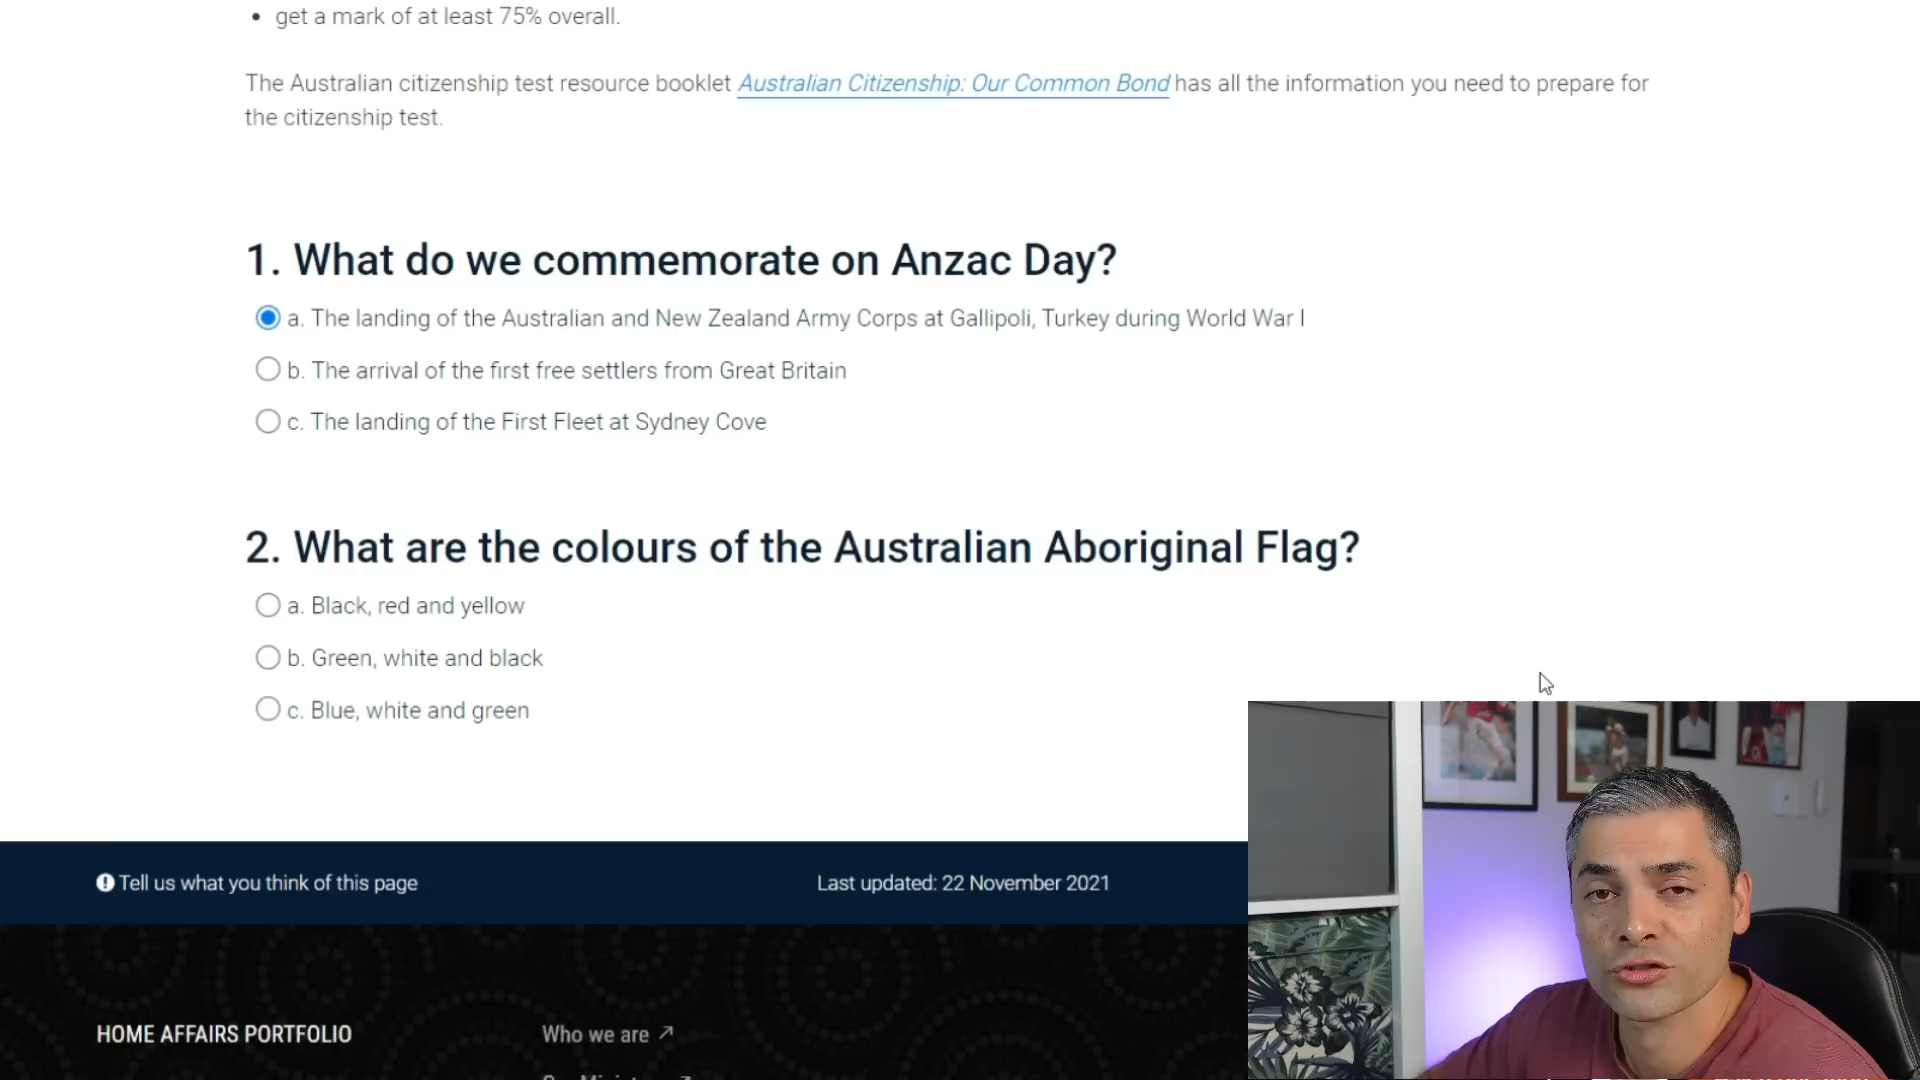 • get a mark of at least 75% overall.
The Australian citizenship test resource booklet Australian Citizenship: Our Common Bond has all the information you need to prepare for
the citizenship test.
1. What do we commemorate on Anzac Day?
a. The landing of the Australian and New Zealand Army Corps at Gallipoli, Turkey during World War I
b. The arrival of the first free settlers from Great Britain
c. The landing of the First Fleet at Sydney Cove
2. What are the colours of the Australian Aboriginal Flag?
a. Black, red and yellow
b. Green, white and black
c. Blue, white and green
Tell us what you think of this page
Last updated: 22 November 2021
HOME AFFAIRS PORTFOLIO
Who we are